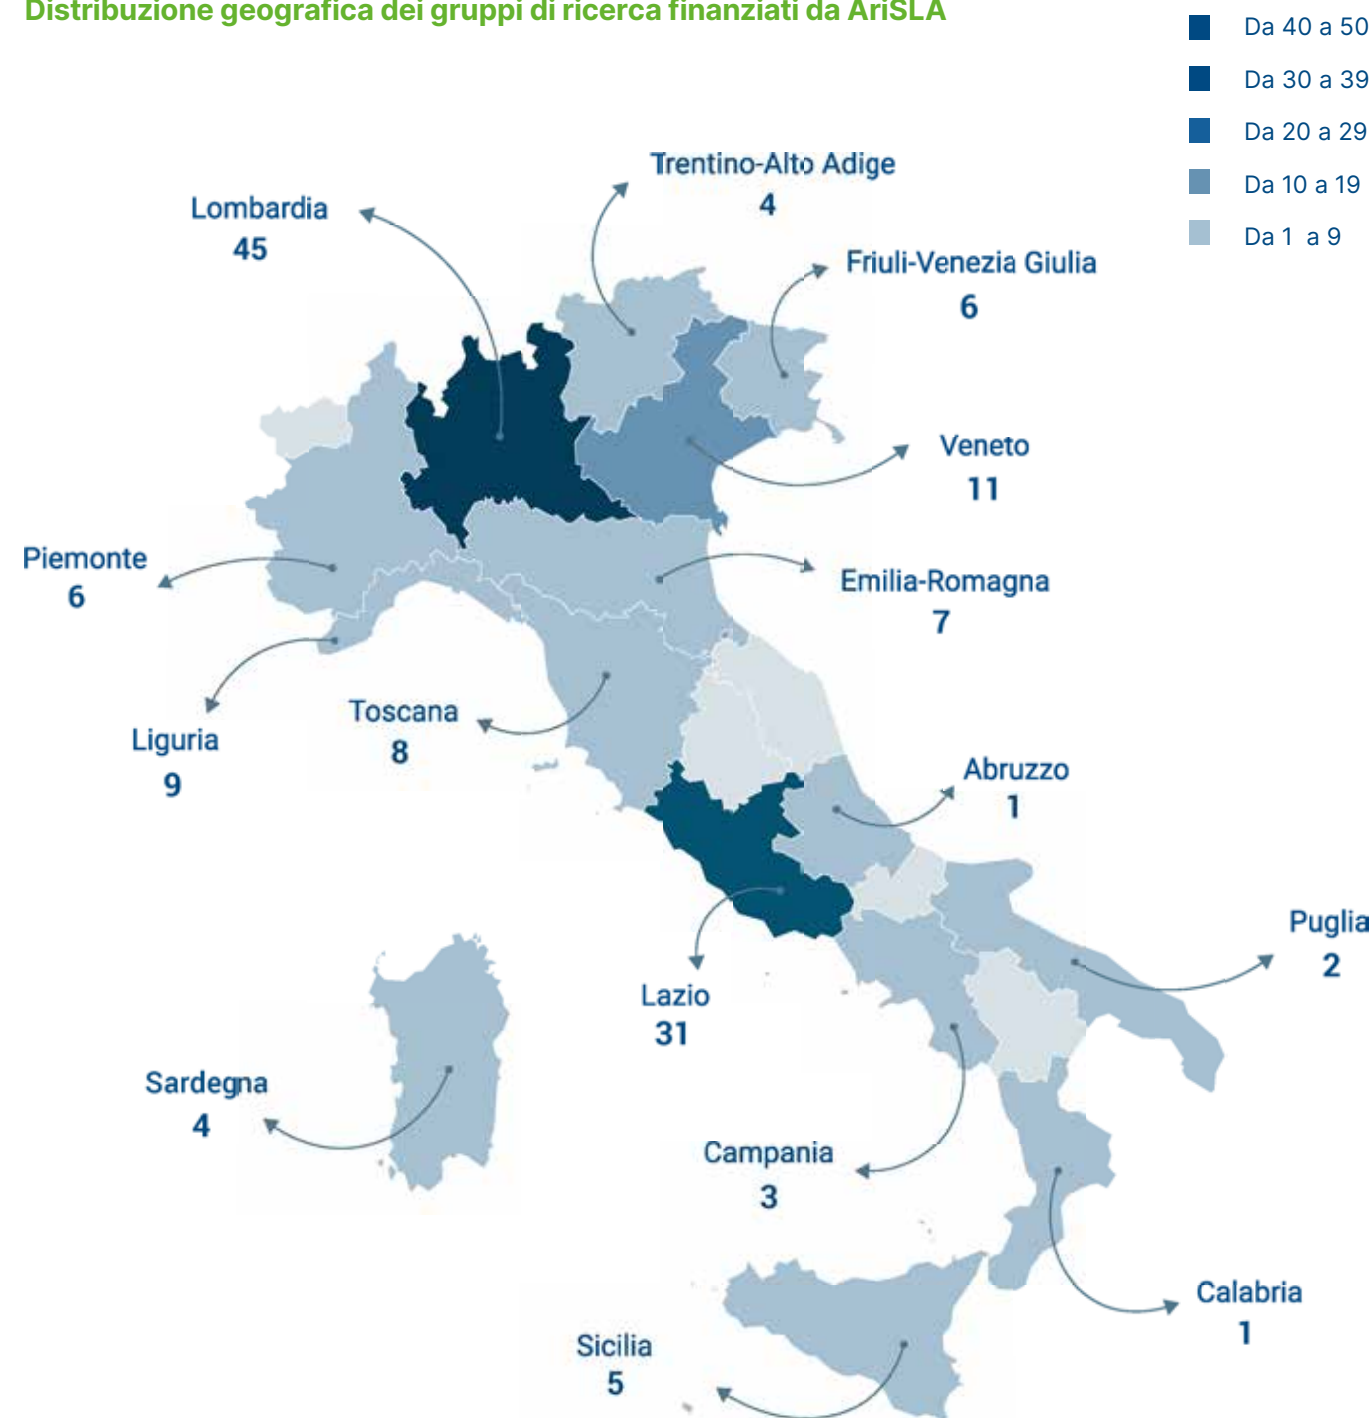 Distribuzione geografica dei gruppi di ricerca finanziati da AriSLA
Da 40 a 50
Da 30 a 39
Da 20 a 29
Da 10 a 19
Da 1 a 9
Trentino-Alto Adige
4
Lombardia
45
Friuli-Venezia Giulia
6
Veneto
11
Piemonte
6
Emilia-Romagna
7
Toscana
8
Liguria
9
Abruzzo
1
Puglia
2
Lazio
31
Sardegna
4
Campania
3
Calabria
1
Sicilia
5